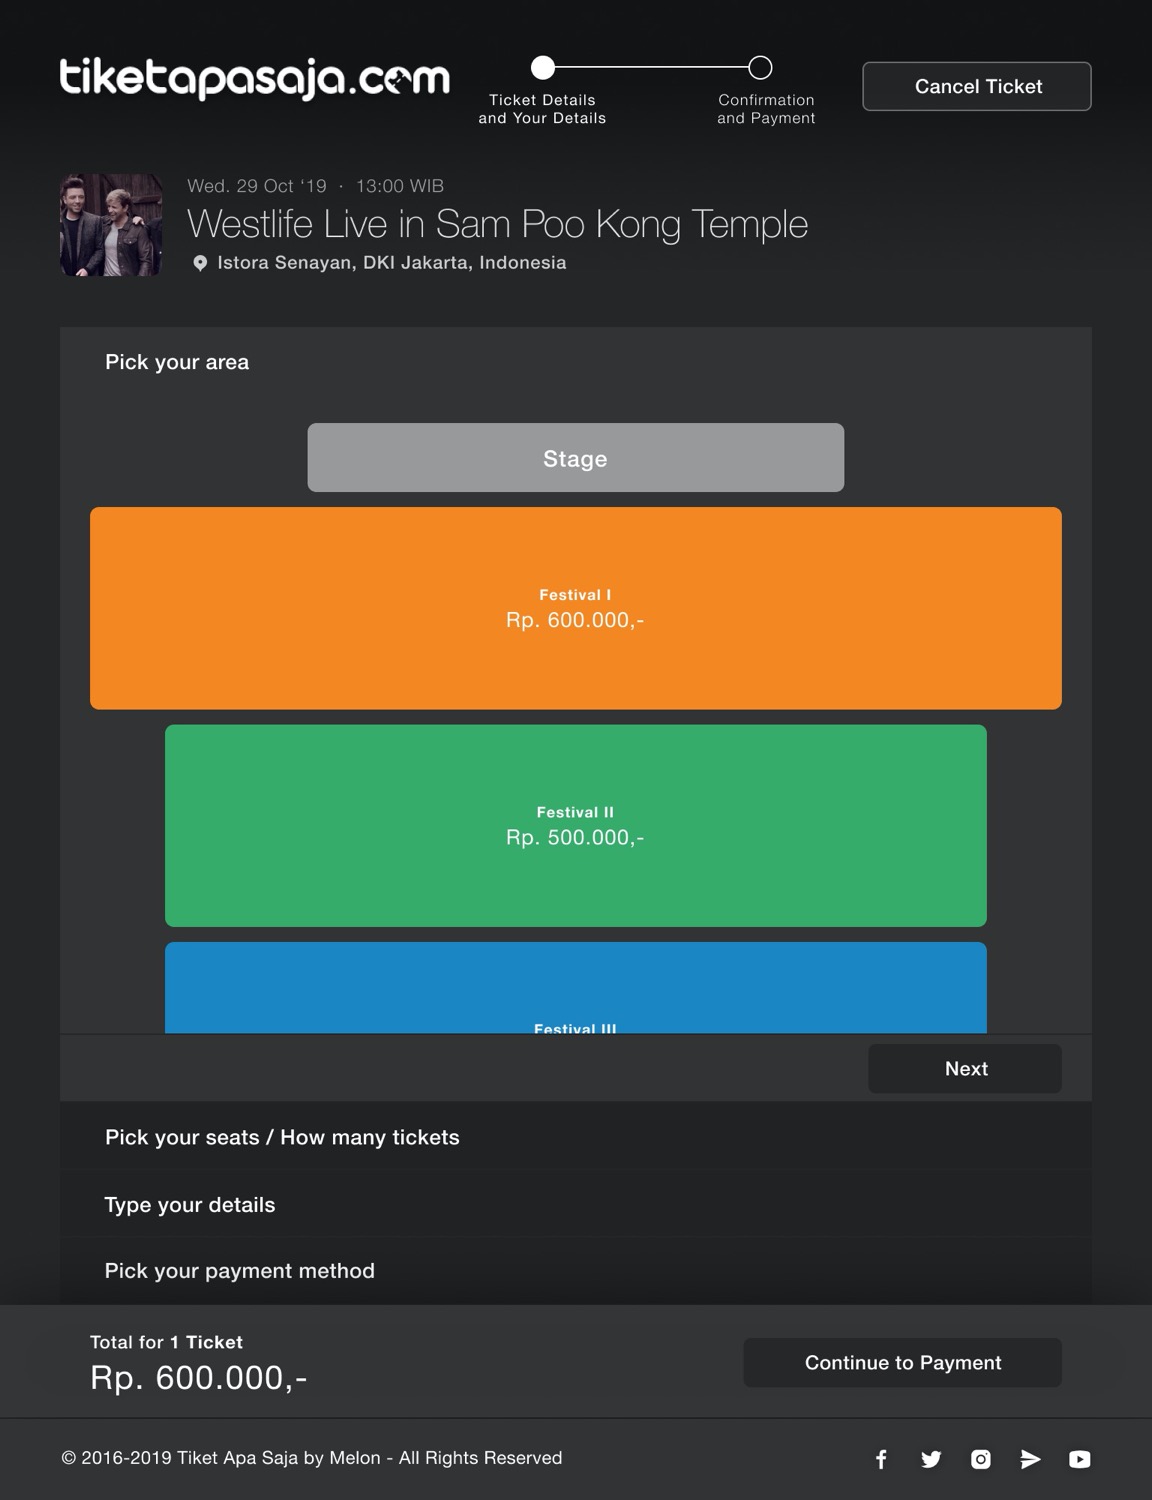 tiketapasaja.com
Ticket Details
and Your Details
Confirmation
and Payment
Cancel Ticket
Wed. 29 Oct ‘19 · 13:00 WIB
Westlife Live in Sam Poo Kong Temple
Istora Senayan, DKI Jakarta, Indonesia
Pick your area
Stage
Festival I
Rp. 600.000,-
Festival II
Rp. 500.000,-
Festival III
Next
Pick your seats / How many tickets
Type your details
Pick your payment method
Total for 1 Ticket
Rp. 600.000,-
Continue to Payment
© 2016-2019 Tiket Apa Saja by Melon - All Rights Reserved